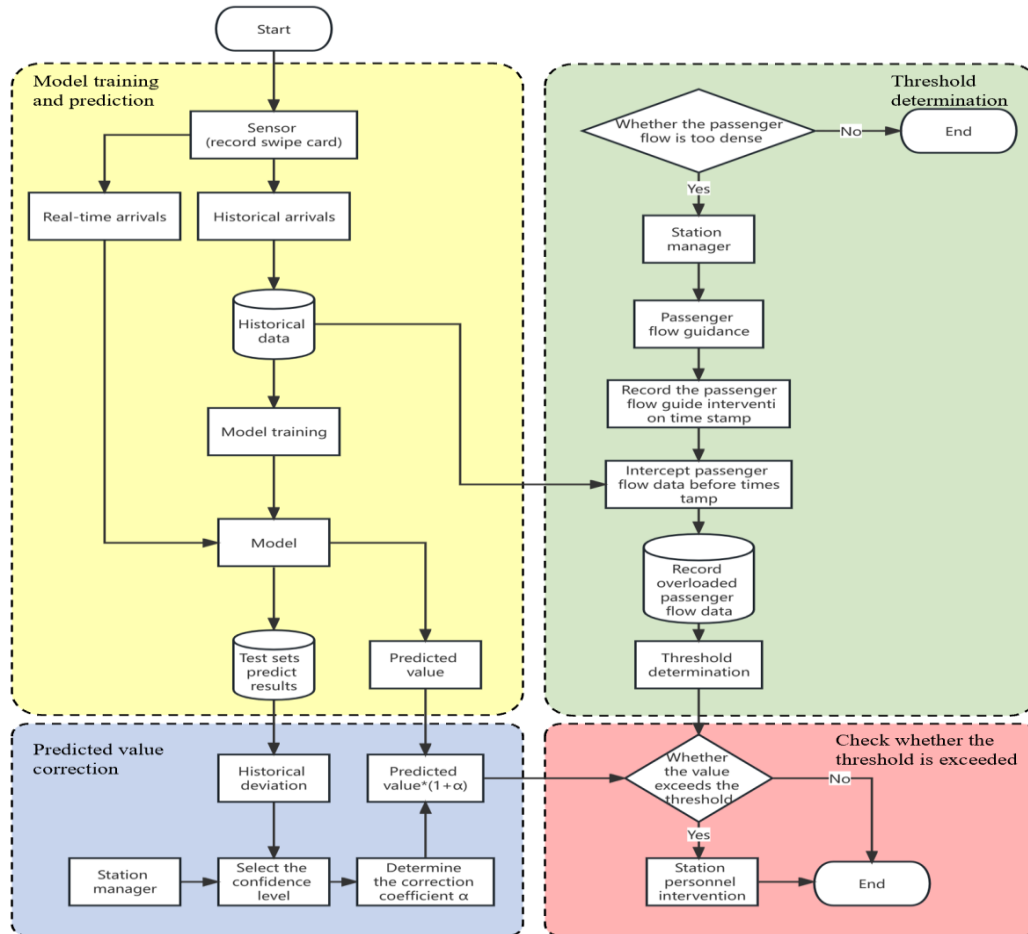 Start
Model training
and prediction
Sensor
(record swipe card)
Real-time arrivals
Historical arrivals
Historical
data
Model training
Model
Test sets
predict
results
Predicted
value
Threshold
determination
Whether the passenger
flow is too dense
No
End
Yes
Station
manager
Passenger
flow guidance
Record the passenger
flow guide interventi
on time stamp
Intercept passenger
flow data before times
tamp
Record
overloaded
passenger
flow data
Threshold
determination
Predicted value
correction
Historical
deviation
Predicted
value*(1+α)
Station
manager
Select the
confidence
level
Determine
the correction
coefficient α
Check whether the
threshold is exceeded
Whether
the value
exceeds the
threshold
No
Yes
Station
personnel
intervention
End